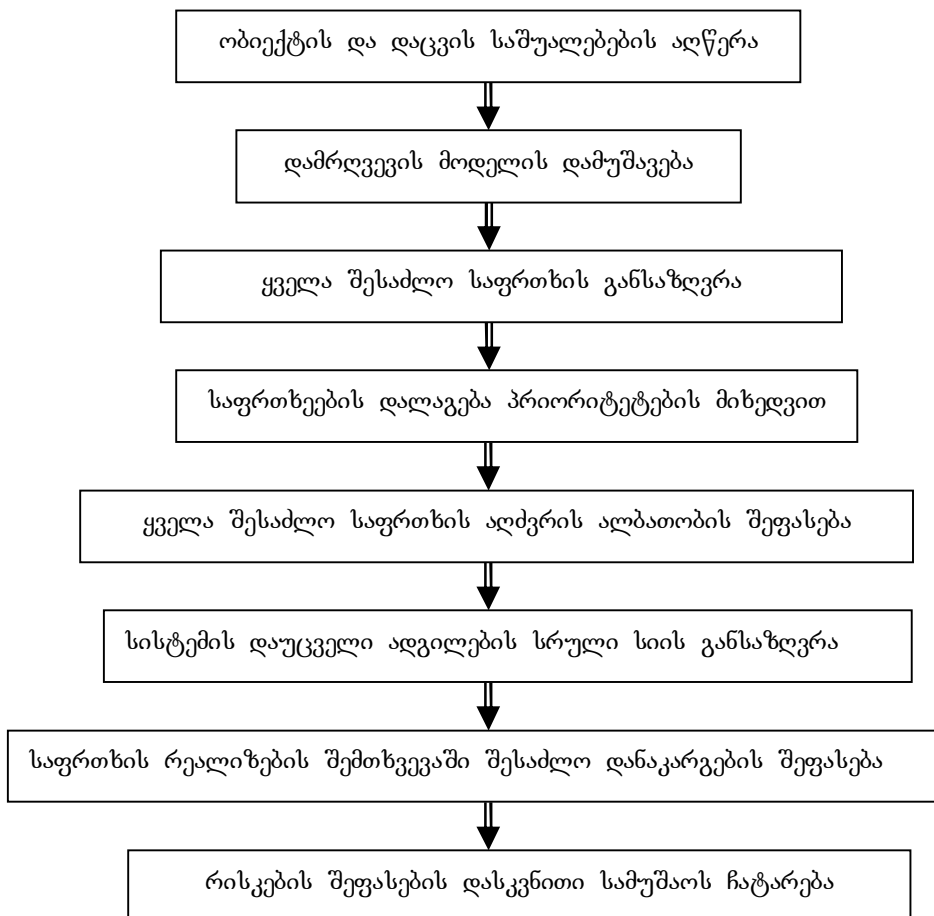 ობიექტის და დაცვის საშუალებების აღწერა
დამრღვევის მოდელის დამუშავება
ყველა შესაძლო საფრთხის განსაზღვრა
საფრთხეების დალაგება პრიორიტეტების მიხედვით
ყველა შესაძლო საფრთხის აღძვრის ალბათობის შეფასება
სისტემის დაუცველი ადგილების სრული სიის განსაზღვრა
საფრთხის რეალიზების შემთხვევაში შესაძლო დანაკარგების შეფასება
რისკების შეფასების დასკვნითი სამუშაოს ჩატარება